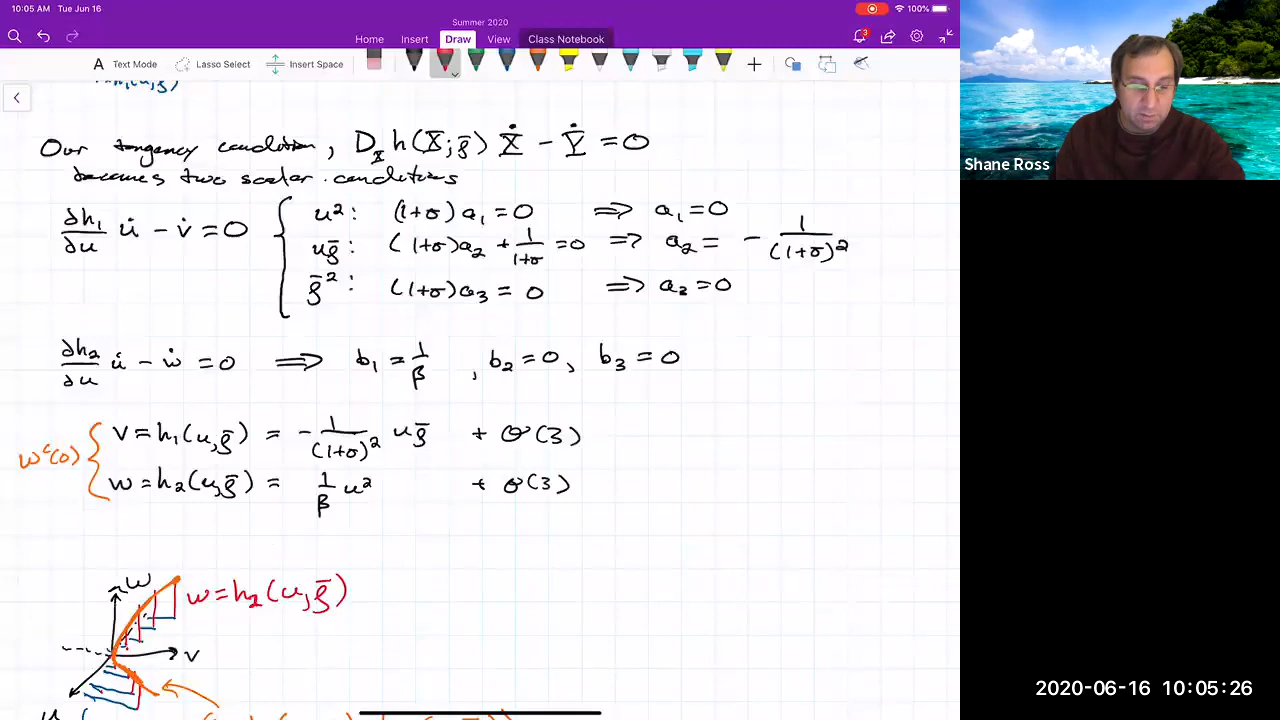 10:05 AM Tue Jun 16
100%
Summer 2020
Home Insert Draw View Class Notebook
3
A Text Mode Lasso Select Insert Space
Our tangency condition, D_X h(X; ρ̄) Ẋ − Ẏ = 0
becomes two scalar conditions
∂h₁/∂u u̇ − v̇ = 0
u²: (1+σ)a₁ = 0 ⇒ a₁ = 0
uρ̄: (1+σ)a₂ + 1/(1+σ) = 0 ⇒ a₂ = − 1/(1+σ)²
ρ̄²: (1+σ)a₃ = 0 ⇒ a₃ = 0
∂h₂/∂u u̇ − ẇ = 0 ⇒ b₁ = 1/β , b₂ = 0, b₃ = 0
Wᶜ(0) { v = h₁(u,ρ̄) = − 1/(1+σ)² uρ̄ + O(3)
w = h₂(u,ρ̄) = 1/β u² + O(3)
w
w = h₂(u,ρ̄)
v
Shane Ross
2020-06-16 10:05:26